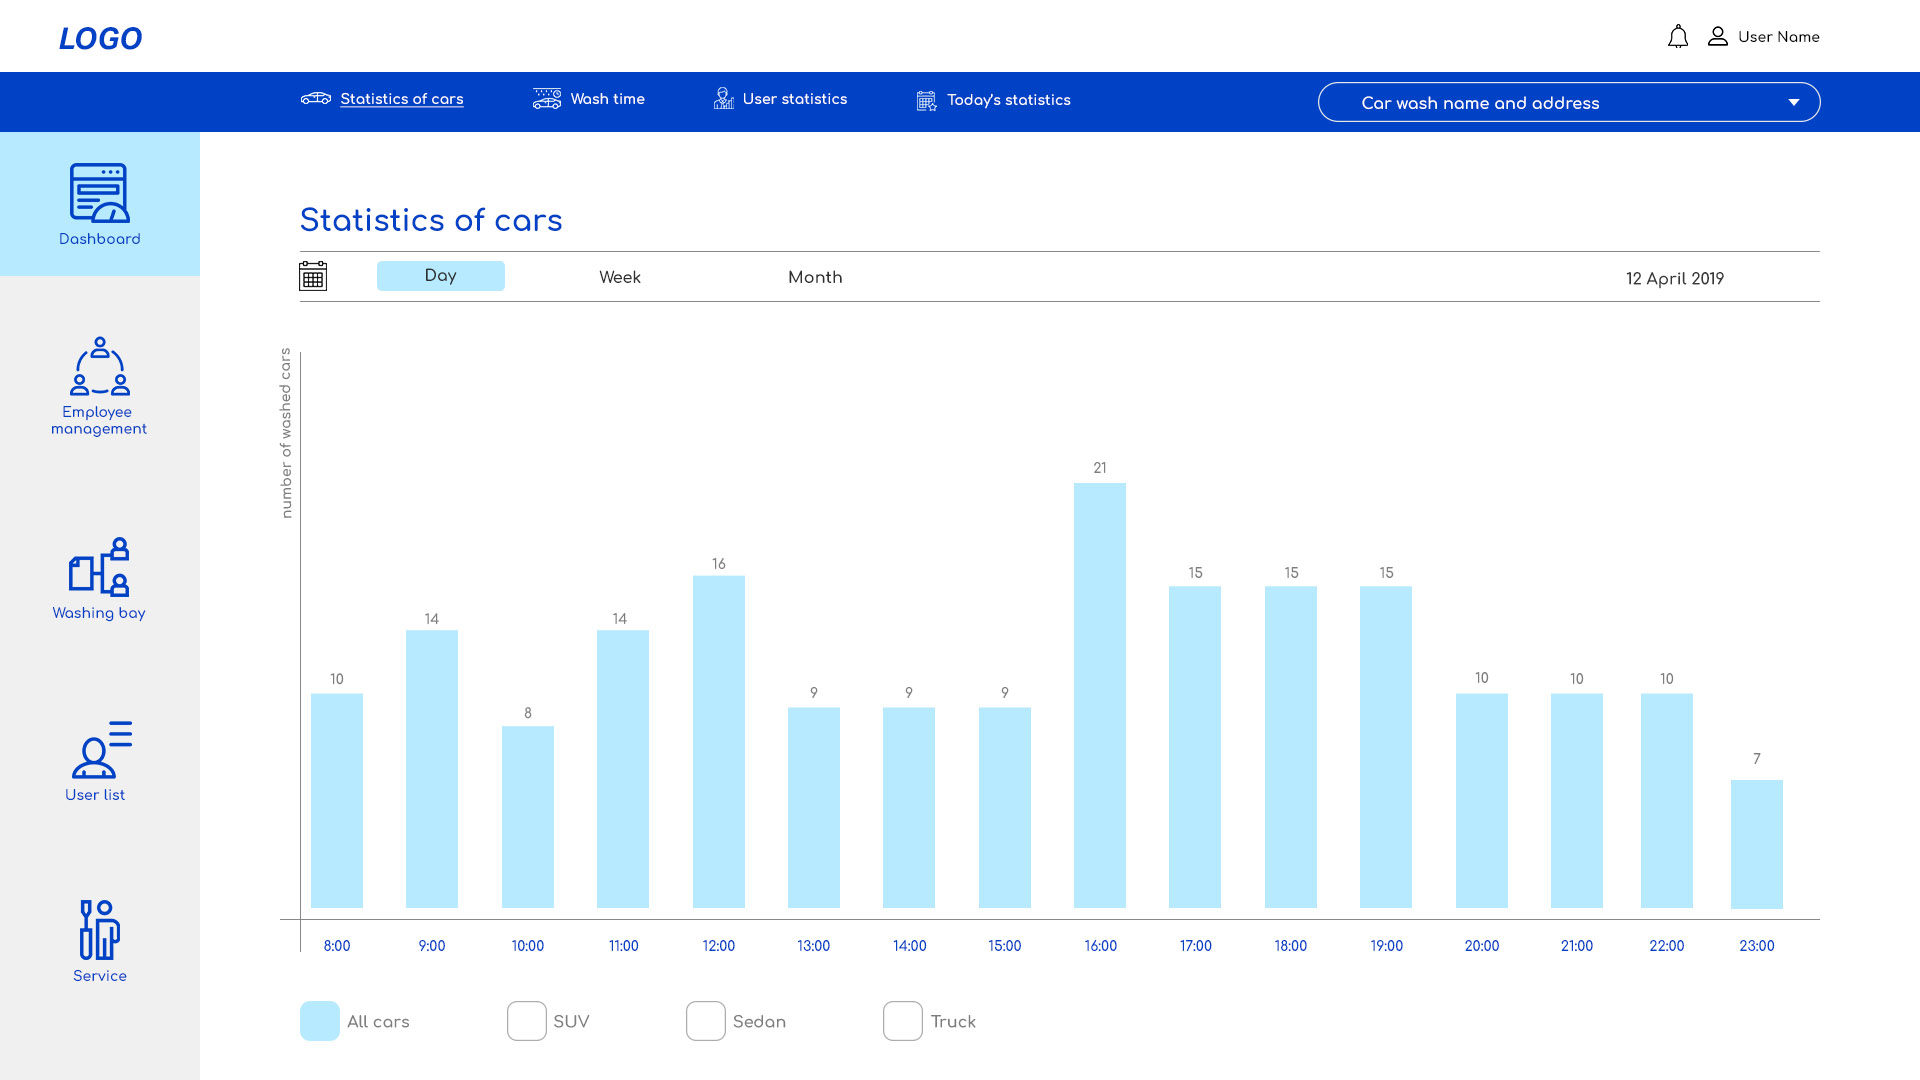 LOGO
User Name
Statistics of cars
Wash time
User statistics
Today's statistics
Car wash name and address
Dashboard
Employee
management
Washing bay
User list
Service
Statistics of cars
Day
Week
Month
12 April 2019
number of washed cars
10
14
8
14
16
9
9
9
21
15
15
15
10
10
10
7
8:00
9:00
10:00
11:00
12:00
13:00
14:00
15:00
16:00
17:00
18:00
19:00
20:00
21:00
22:00
23:00
All cars
SUV
Sedan
Truck